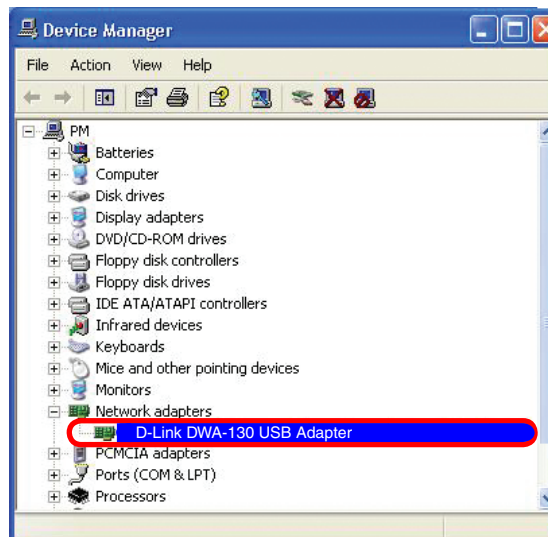 Device Manager
File Action View Help
PM
Batteries
Computer
Disk drives
Display adapters
DVD/CD-ROM drives
Floppy disk controllers
Floppy disk drives
IDE ATA/ATAPI controllers
Infrared devices
Keyboards
Mice and other pointing devices
Monitors
Network adapters
D-Link DWA-130 USB Adapter
PCMCIA adapters
Ports (COM & LPT)
Processors